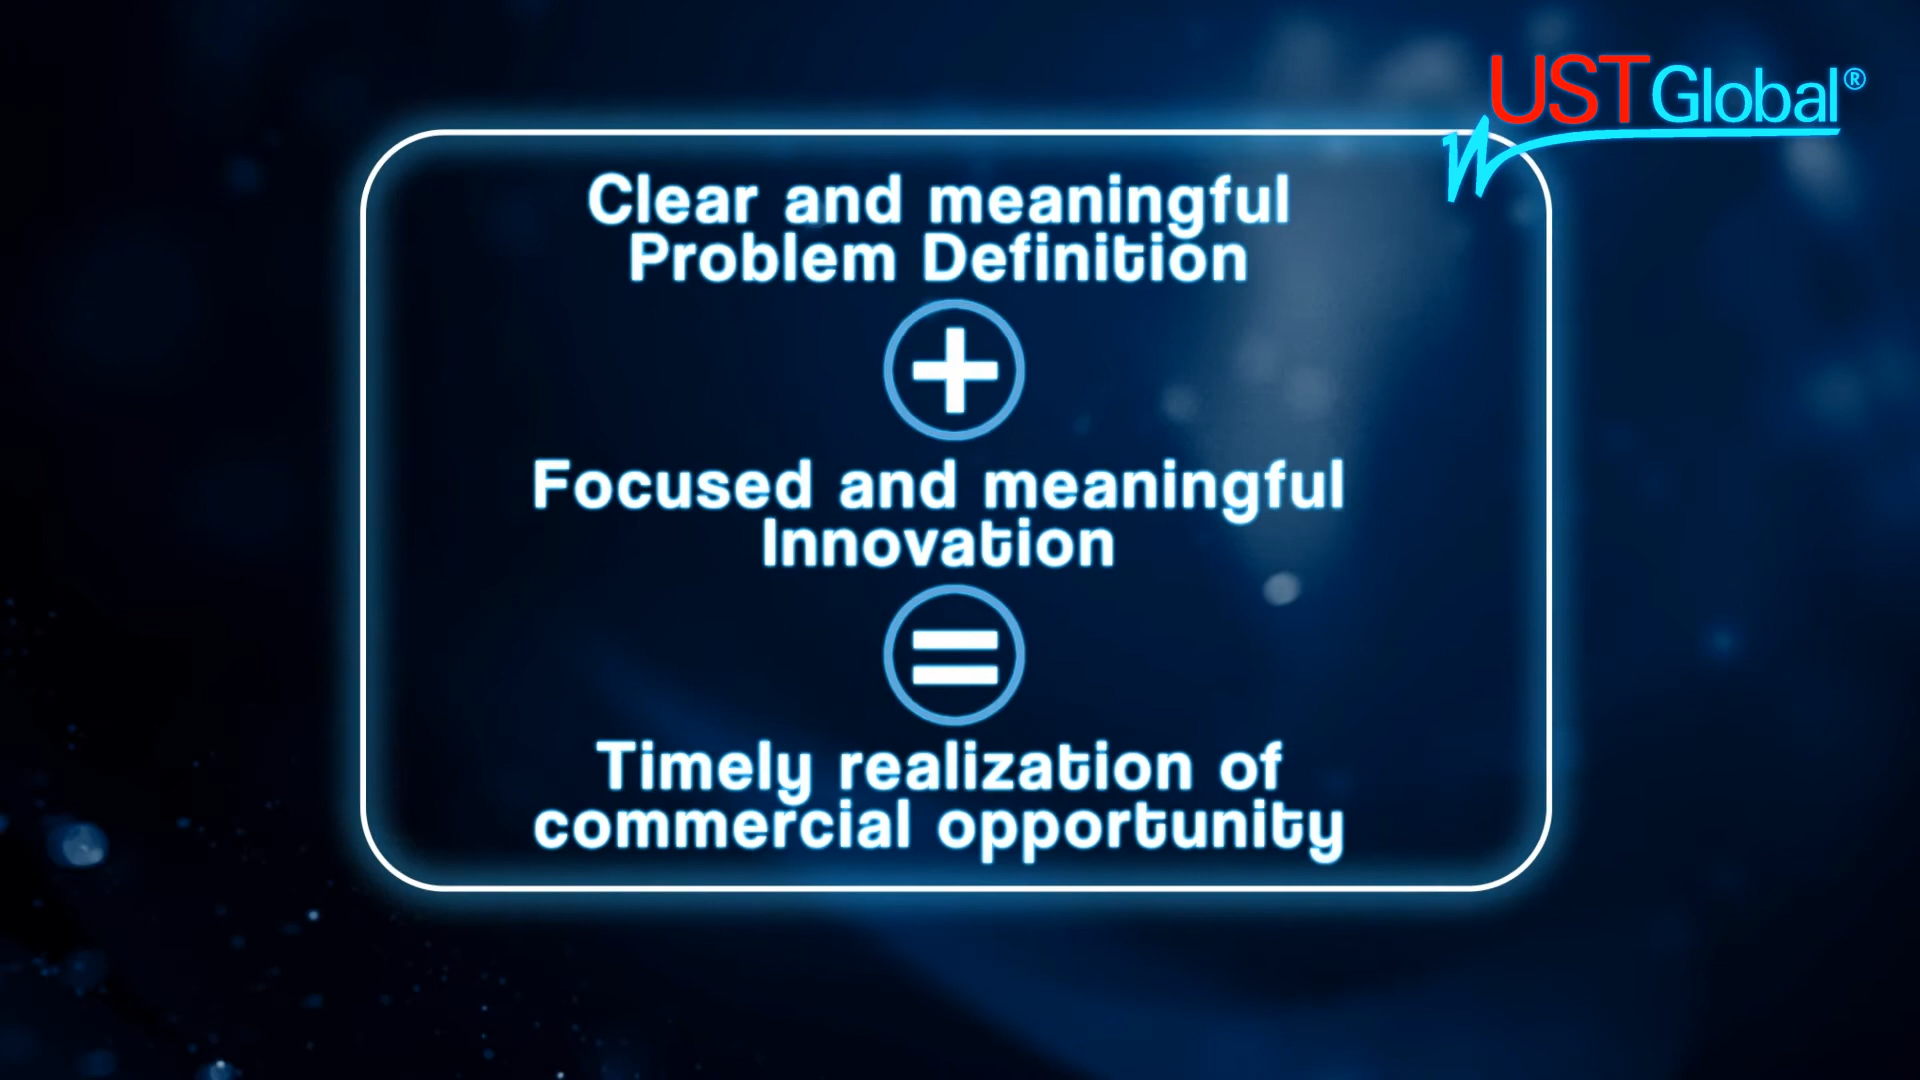 USTGlobal®
Clear and meaningful
Problem Definition
+
Focused and meaningful
Innovation
=
Timely realization of
commercial opportunity